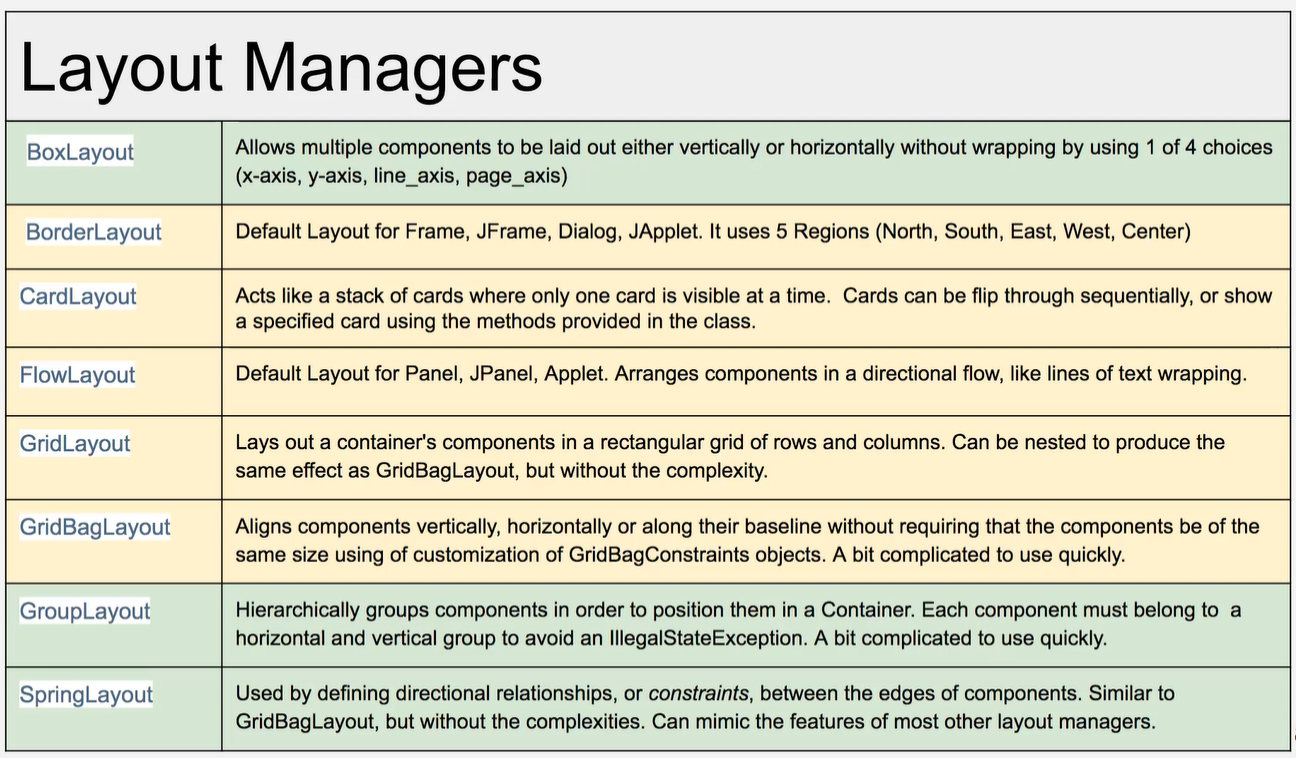 Layout Managers
BoxLayout
Allows multiple components to be laid out either vertically or horizontally without wrapping by using 1 of 4 choices
(x-axis, y-axis, line_axis, page_axis)
BorderLayout
Default Layout for Frame, JFrame, Dialog, JApplet. It uses 5 Regions (North, South, East, West, Center)
CardLayout
Acts like a stack of cards where only one card is visible at a time.  Cards can be flip through sequentially, or show
a specified card using the methods provided in the class.
FlowLayout
Default Layout for Panel, JPanel, Applet. Arranges components in a directional flow, like lines of text wrapping.
GridLayout
Lays out a container's components in a rectangular grid of rows and columns. Can be nested to produce the
same effect as GridBagLayout, but without the complexity.
GridBagLayout
Aligns components vertically, horizontally or along their baseline without requiring that the components be of the
same size using of customization of GridBagConstraints objects. A bit complicated to use quickly.
GroupLayout
Hierarchically groups components in order to position them in a Container. Each component must belong to  a
horizontal and vertical group to avoid an IllegalStateException. A bit complicated to use quickly.
SpringLayout
Used by defining directional relationships, or constraints, between the edges of components. Similar to
GridBagLayout, but without the complexities. Can mimic the features of most other layout managers.